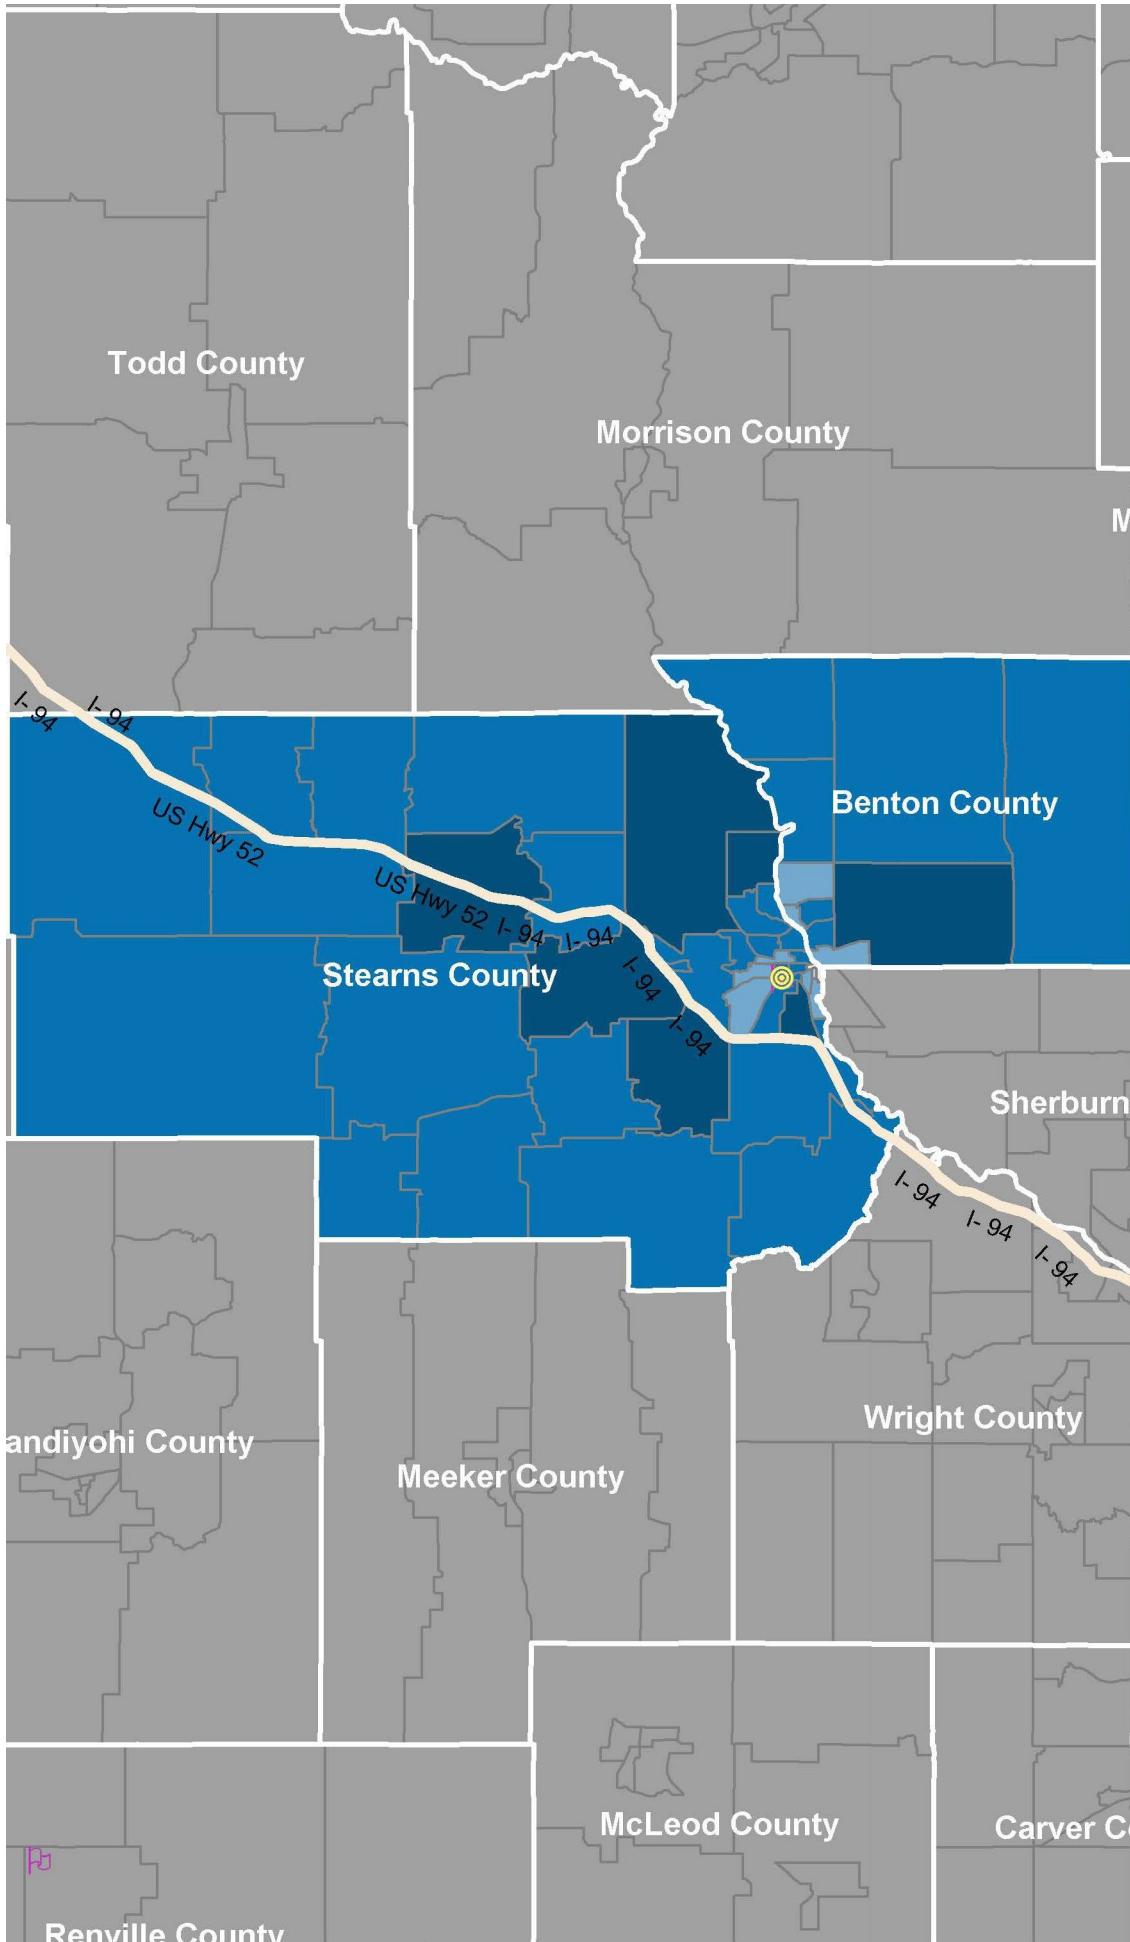 Todd County
Morrison County
M
I- 94
I- 94
Benton County
US Hwy 52
US Hwy 52
I- 94
I- 94
Stearns County
I- 94
I- 94
Sherburn
I- 94
I- 94
I- 94
Wright County
andiyohi County
Meeker County
McLeod County
Carver Co
Renville County